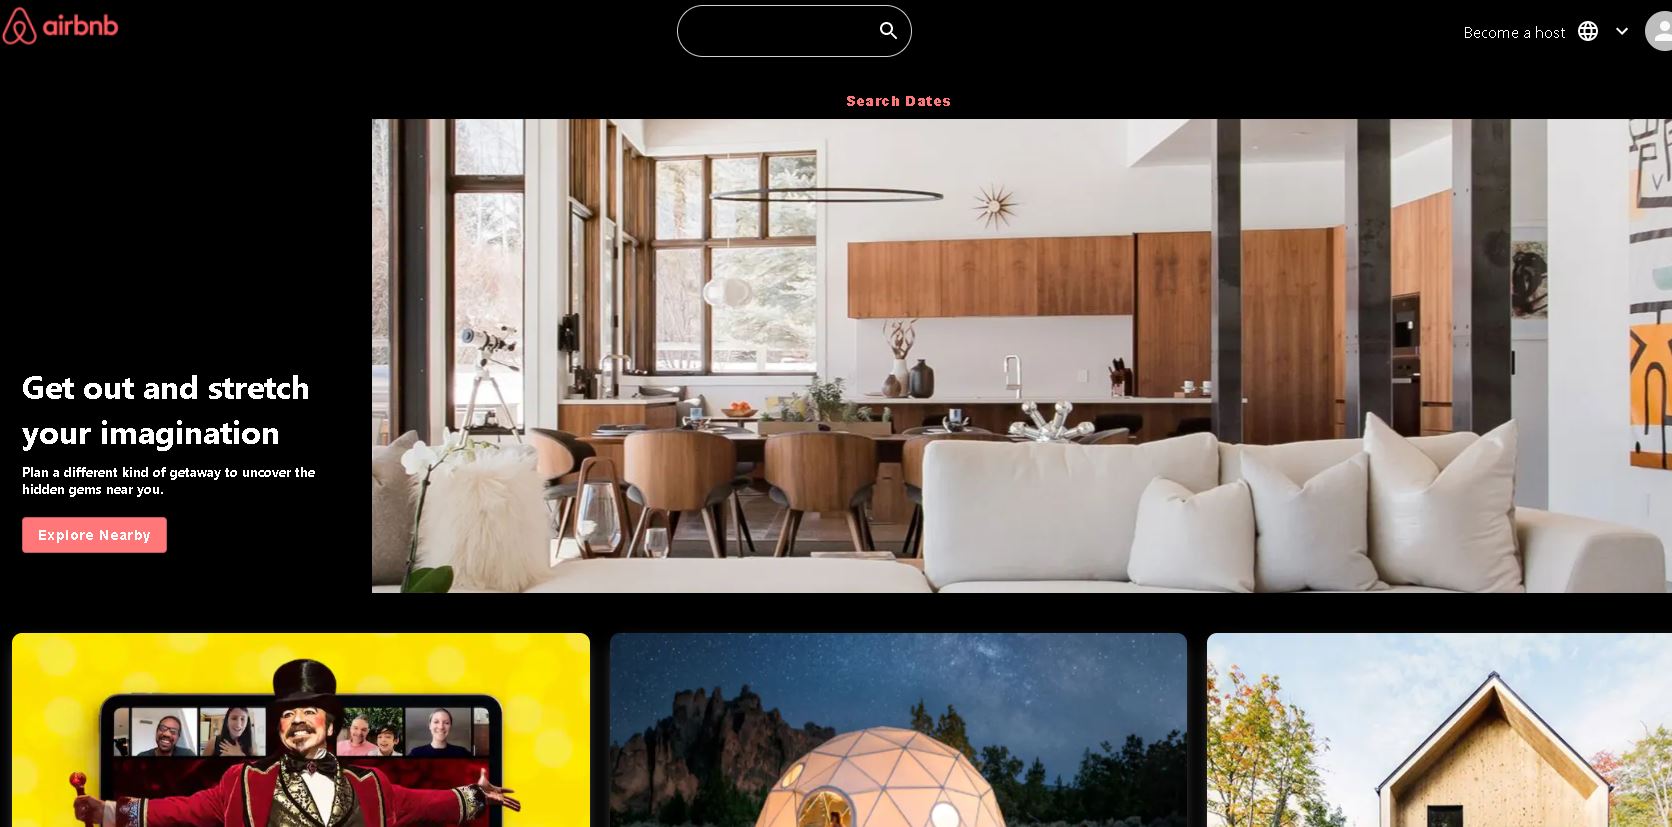 airbnb
Become a host
Search Dates
Get out and stretch
your imagination
Plan a different kind of getaway to uncover the
hidden gems near you.
Explore Nearby